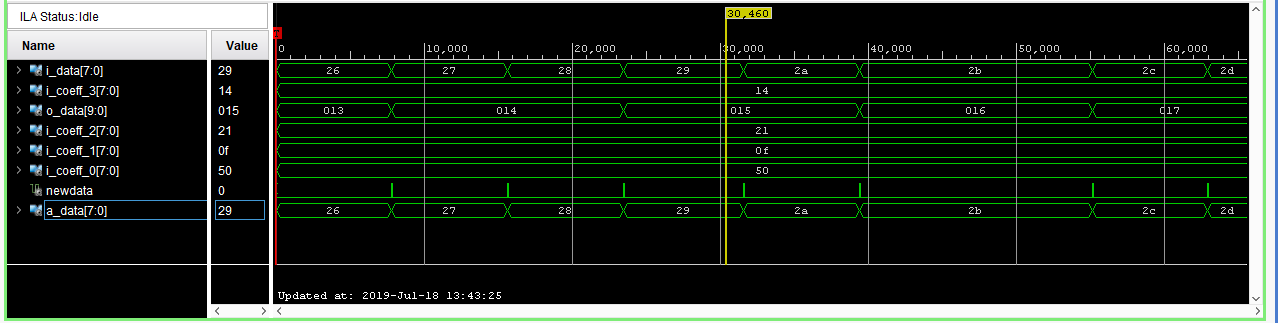 ILA Status:Idle
Name Value
30,460
0 10,000 20,000 30,000 40,000 50,000 60,000
i_data[7:0] 29 26 27 28 29 2a 2b 2c 2d
i_coeff_3[7:0] 14 14
o_data[9:0] 015 013 014 015 016 017
i_coeff_2[7:0] 21 21
i_coeff_1[7:0] 0f 0f
i_coeff_0[7:0] 50 50
newdata 0
a_data[7:0] 29 26 27 28 29 2a 2b 2c 2d
Updated at: 2019-Jul-18 13:43:25